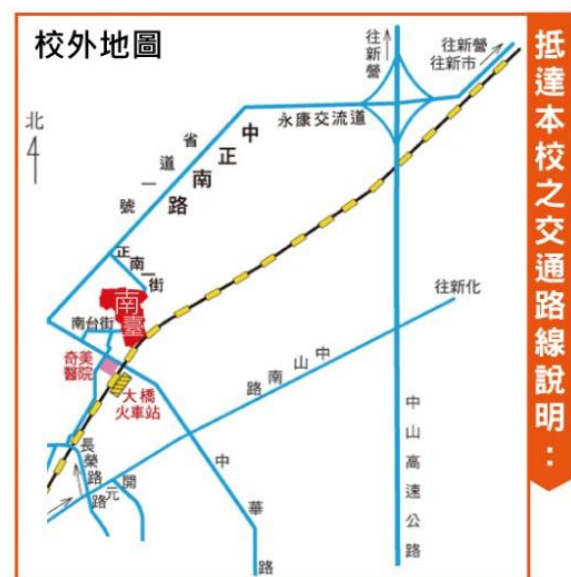 校外地圖
抵達本校之交通路線說明：
往新營
往新營
往新市
北
永康交流道
省道一號
中正南路
正南一街
南臺
南台街
奇美
醫院
大橋
火車站
往新化
中山南路
中山高速公路
長榮路
開元路
中華路